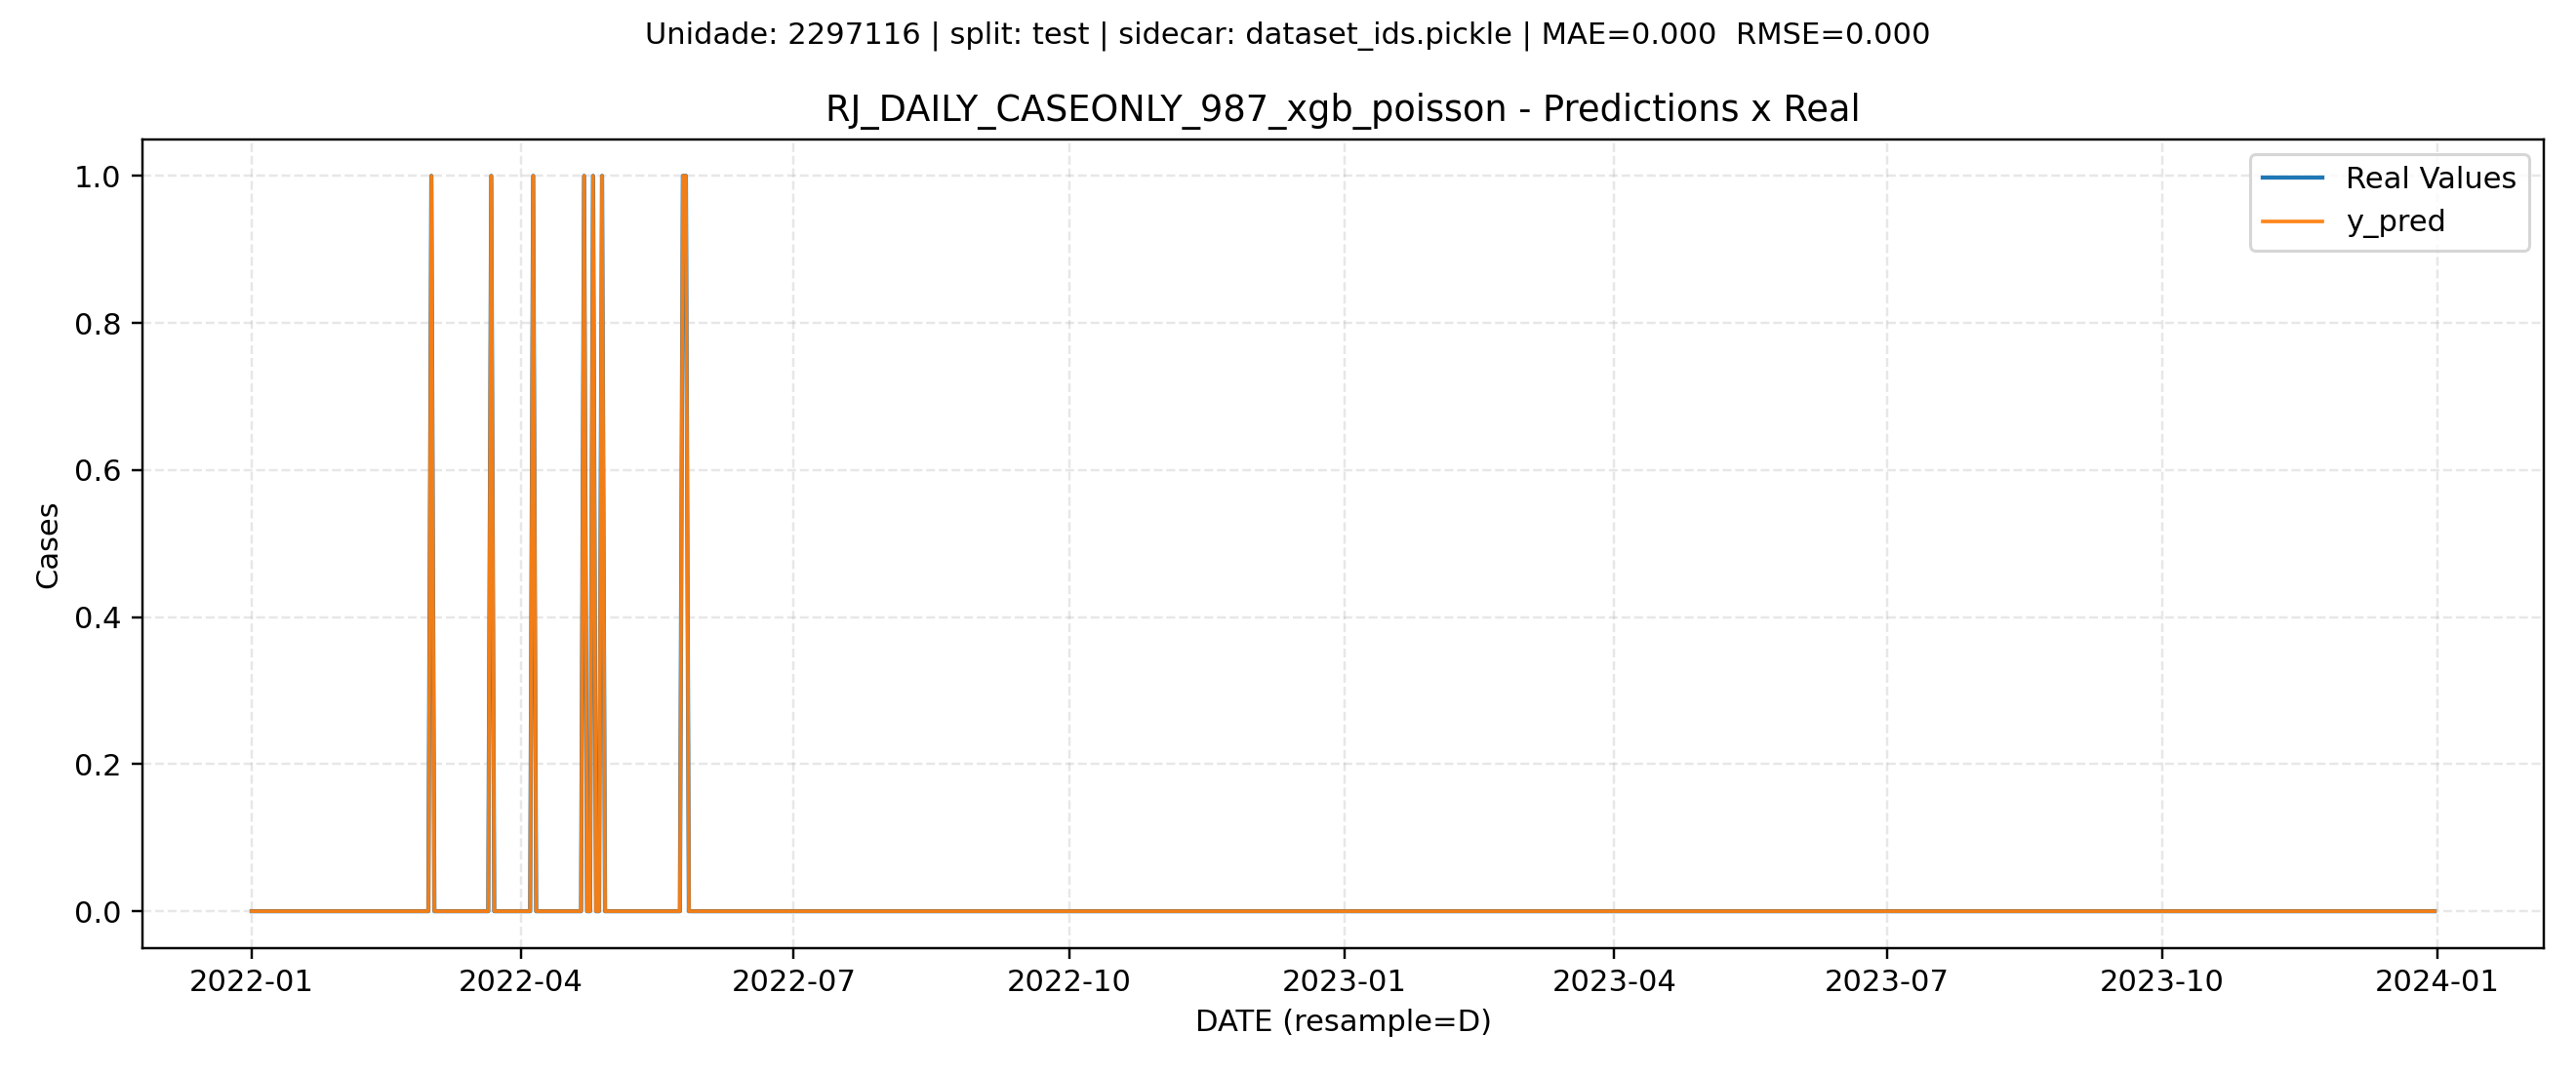 Unidade: 2297116 | split: test | sidecar: dataset_ids.pickle | MAE=0.000  RMSE=0.000
RJ_DAILY_CASEONLY_987_xgb_poisson - Predictions x Real
Real Values
y_pred
1.0
0.8
0.6
0.4
0.2
0.0
Cases
2022-01 2022-04 2022-07 2022-10 2023-01 2023-04 2023-07 2023-10 2024-01
DATE (resample=D)